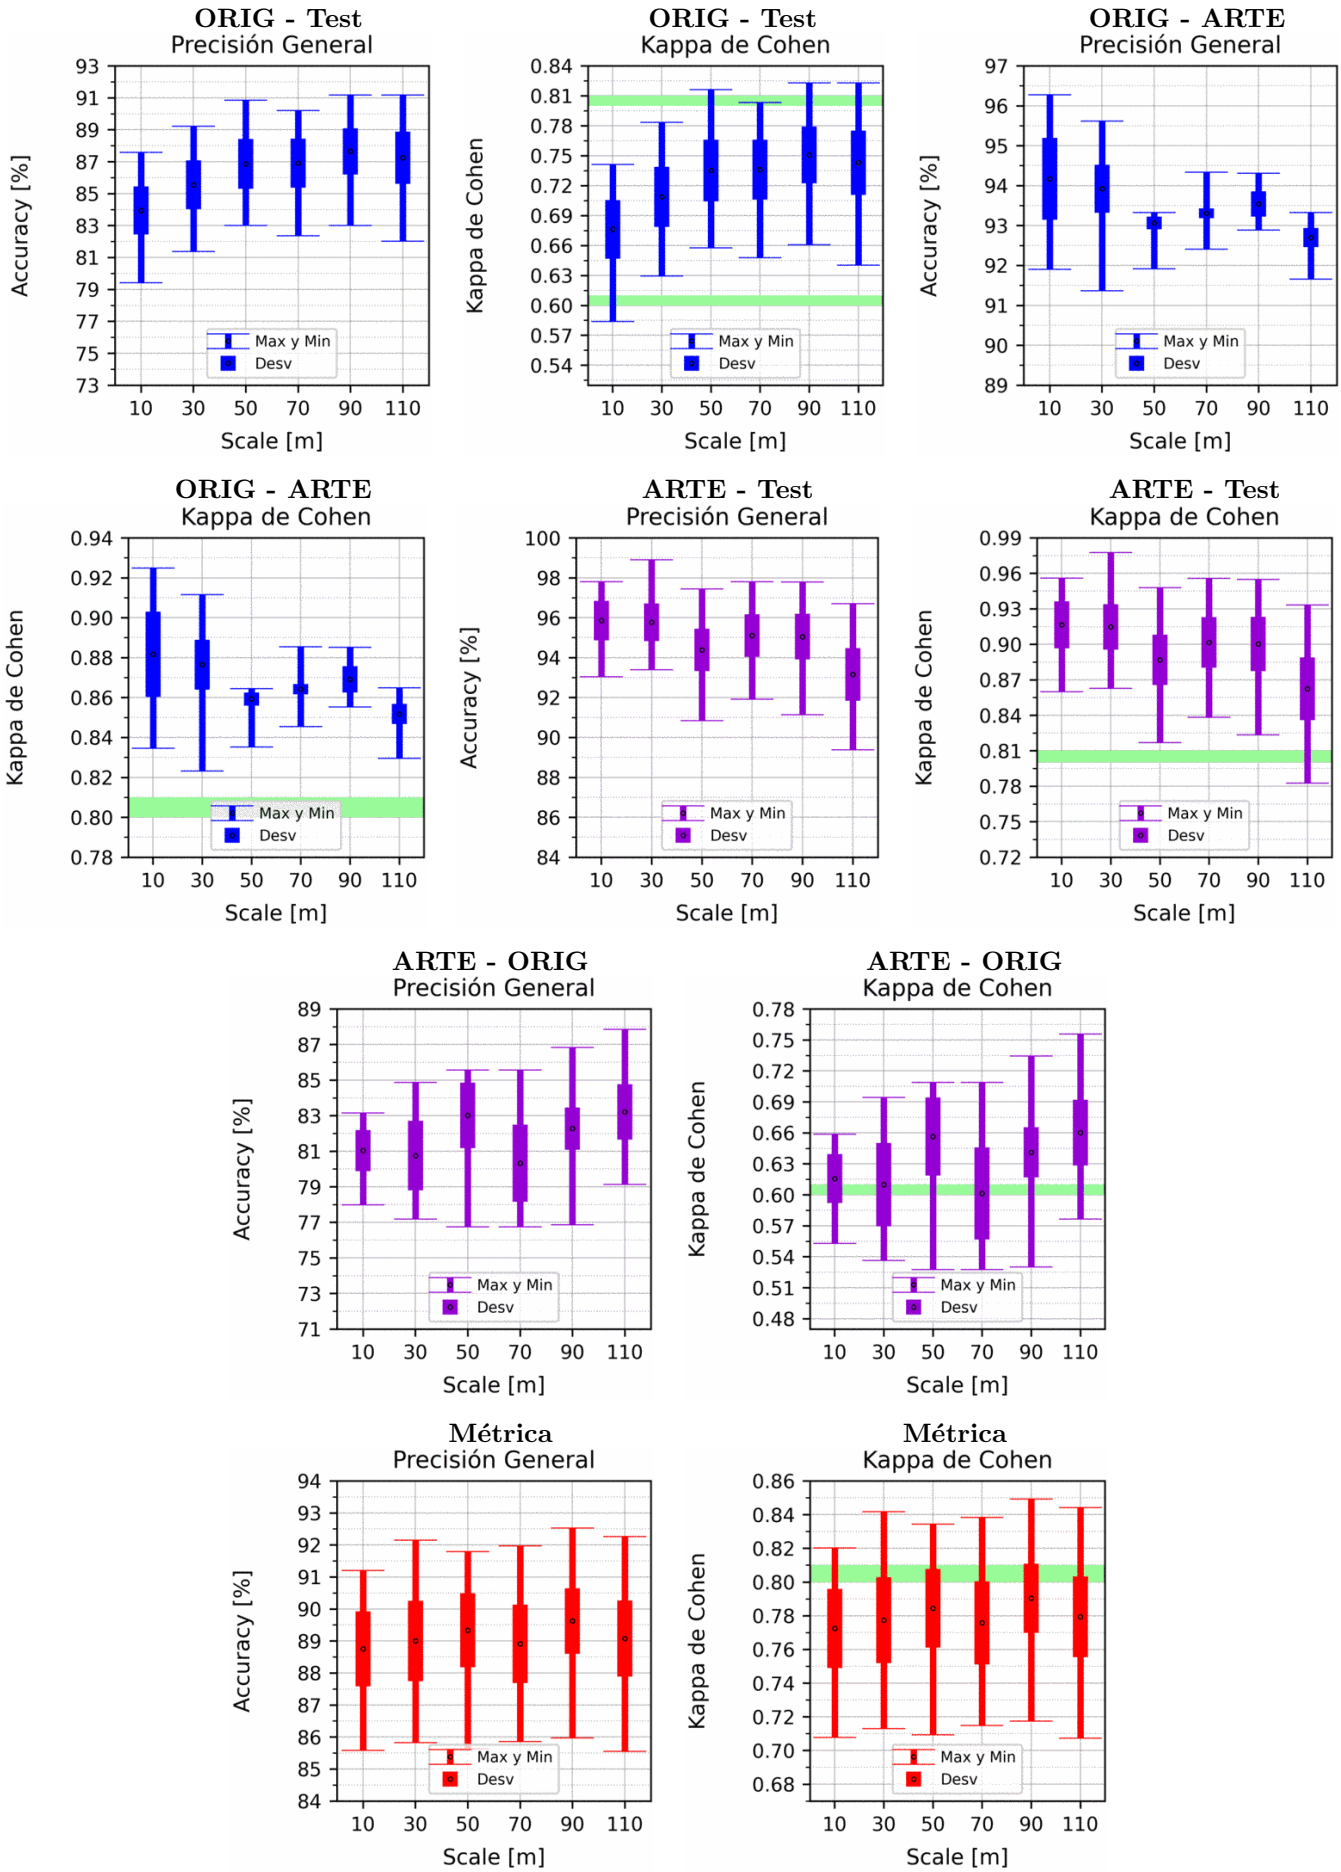 ORIG - Test
Precisión General
Accuracy [%]
93
91
89
87
85
83
81
79
77
75
73
Max y Min
Desv
10 30 50 70 90 110
Scale [m]
ORIG - Test
Kappa de Cohen
Kappa de Cohen
0.84
0.81
0.78
0.75
0.72
0.69
0.66
0.63
0.60
0.57
0.54
Max y Min
Desv
10 30 50 70 90 110
Scale [m]
ORIG - ARTE
Precisión General
Accuracy [%]
97
96
95
94
93
92
91
90
89
Max y Min
Desv
10 30 50 70 90 110
Scale [m]
ORIG - ARTE
Kappa de Cohen
Kappa de Cohen
0.94
0.92
0.90
0.88
0.86
0.84
0.82
0.80
0.78
Max y Min
Desv
10 30 50 70 90 110
Scale [m]
ARTE - Test
Precisión General
Accuracy [%]
100
98
96
94
92
90
88
86
84
Max y Min
Desv
10 30 50 70 90 110
Scale [m]
ARTE - Test
Kappa de Cohen
Kappa de Cohen
0.99
0.96
0.93
0.90
0.87
0.84
0.81
0.78
0.75
0.72
Max y Min
Desv
10 30 50 70 90 110
Scale [m]
ARTE - ORIG
Precisión General
Accuracy [%]
89
87
85
83
81
79
77
75
73
71
Max y Min
Desv
10 30 50 70 90 110
Scale [m]
ARTE - ORIG
Kappa de Cohen
Kappa de Cohen
0.78
0.75
0.72
0.69
0.66
0.63
0.60
0.57
0.54
0.51
0.48
Max y Min
Desv
10 30 50 70 90 110
Scale [m]
Métrica
Precisión General
Accuracy [%]
94
93
92
91
90
89
88
87
86
85
84
Max y Min
Desv
10 30 50 70 90 110
Scale [m]
Métrica
Kappa de Cohen
Kappa de Cohen
0.86
0.84
0.82
0.80
0.78
0.76
0.74
0.72
0.70
0.68
Max y Min
Desv
10 30 50 70 90 110
Scale [m]